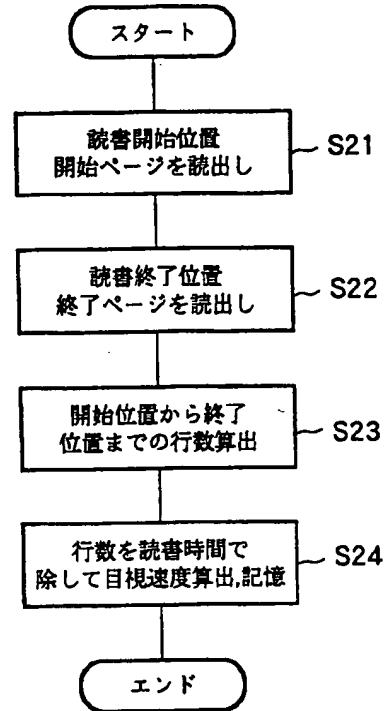 スタート
読書開始位置
開始ページを読出し
S21
読書終了位置
終了ページを読出し
S22
開始位置から終了
位置までの行数算出
S23
行数を読書時間で
除して目視速度算出,記憶
S24
エンド